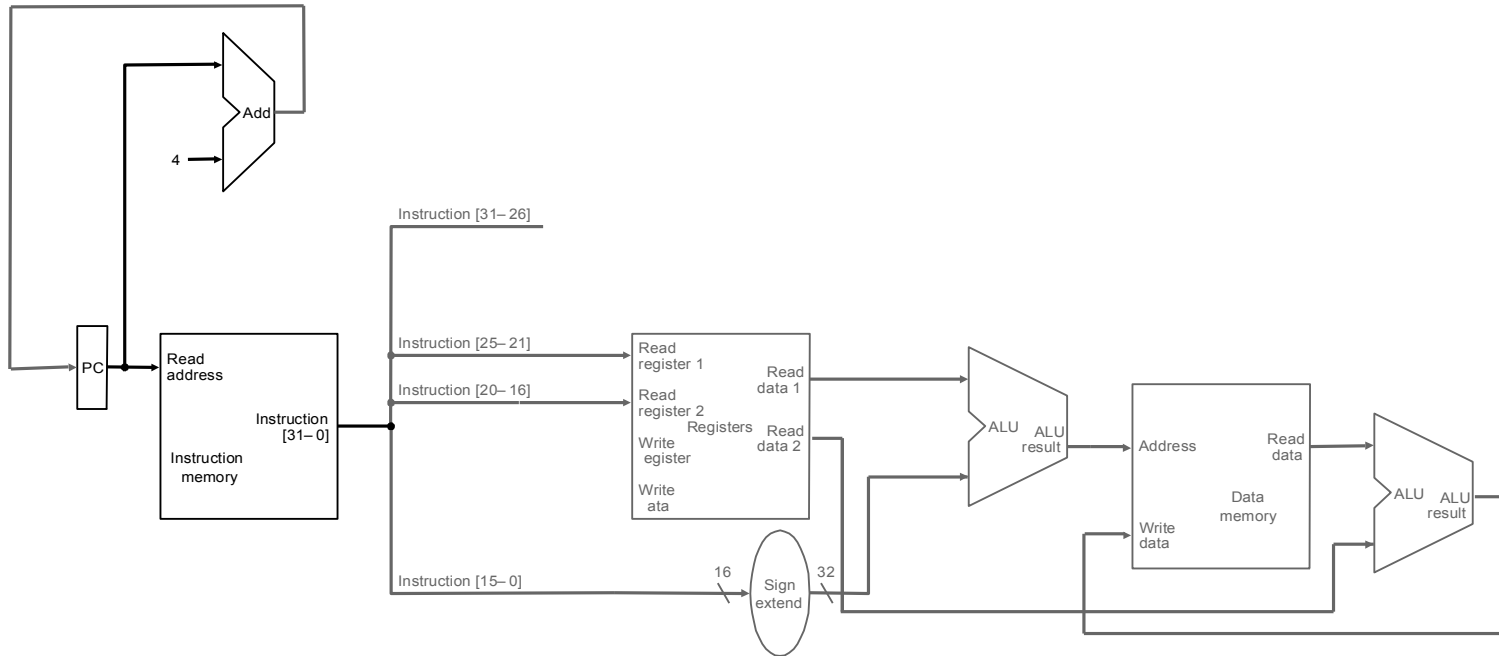 Add
4
Instruction [31–26]
Instruction [25–21]
Instruction [20–16]
PC
Read
address
Instruction
[31–0]
Instruction
memory
Read
register 1
Read
register 2
Registers
Write
egister
Write
ata
Read
data 1
Read
data 2
Instruction [15–0]
16
Sign
extend
32
ALU
ALU
result
Address
Read
data
Data
memory
Write
data
ALU
ALU
result